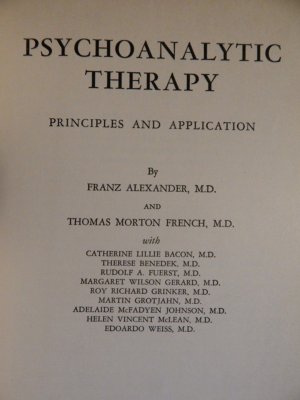 PSYCHOANALYTIC
THERAPY
PRINCIPLES AND APPLICATION
By
FRANZ ALEXANDER, M.D.
AND
THOMAS MORTON FRENCH, M.D.
with
CATHERINE LILLIE BACON, M.D.
THERESE BENEDEK, M.D.
RUDOLF A. FUERST, M.D.
MARGARET WILSON GERARD, M.D.
ROY RICHARD GRINKER, M.D.
MARTIN GROTJAHN, M.D.
ADELAIDE McFADYEN JOHNSON, M.D.
HELEN VINCENT McLEAN, M.D.
EDOARDO WEISS, M.D.